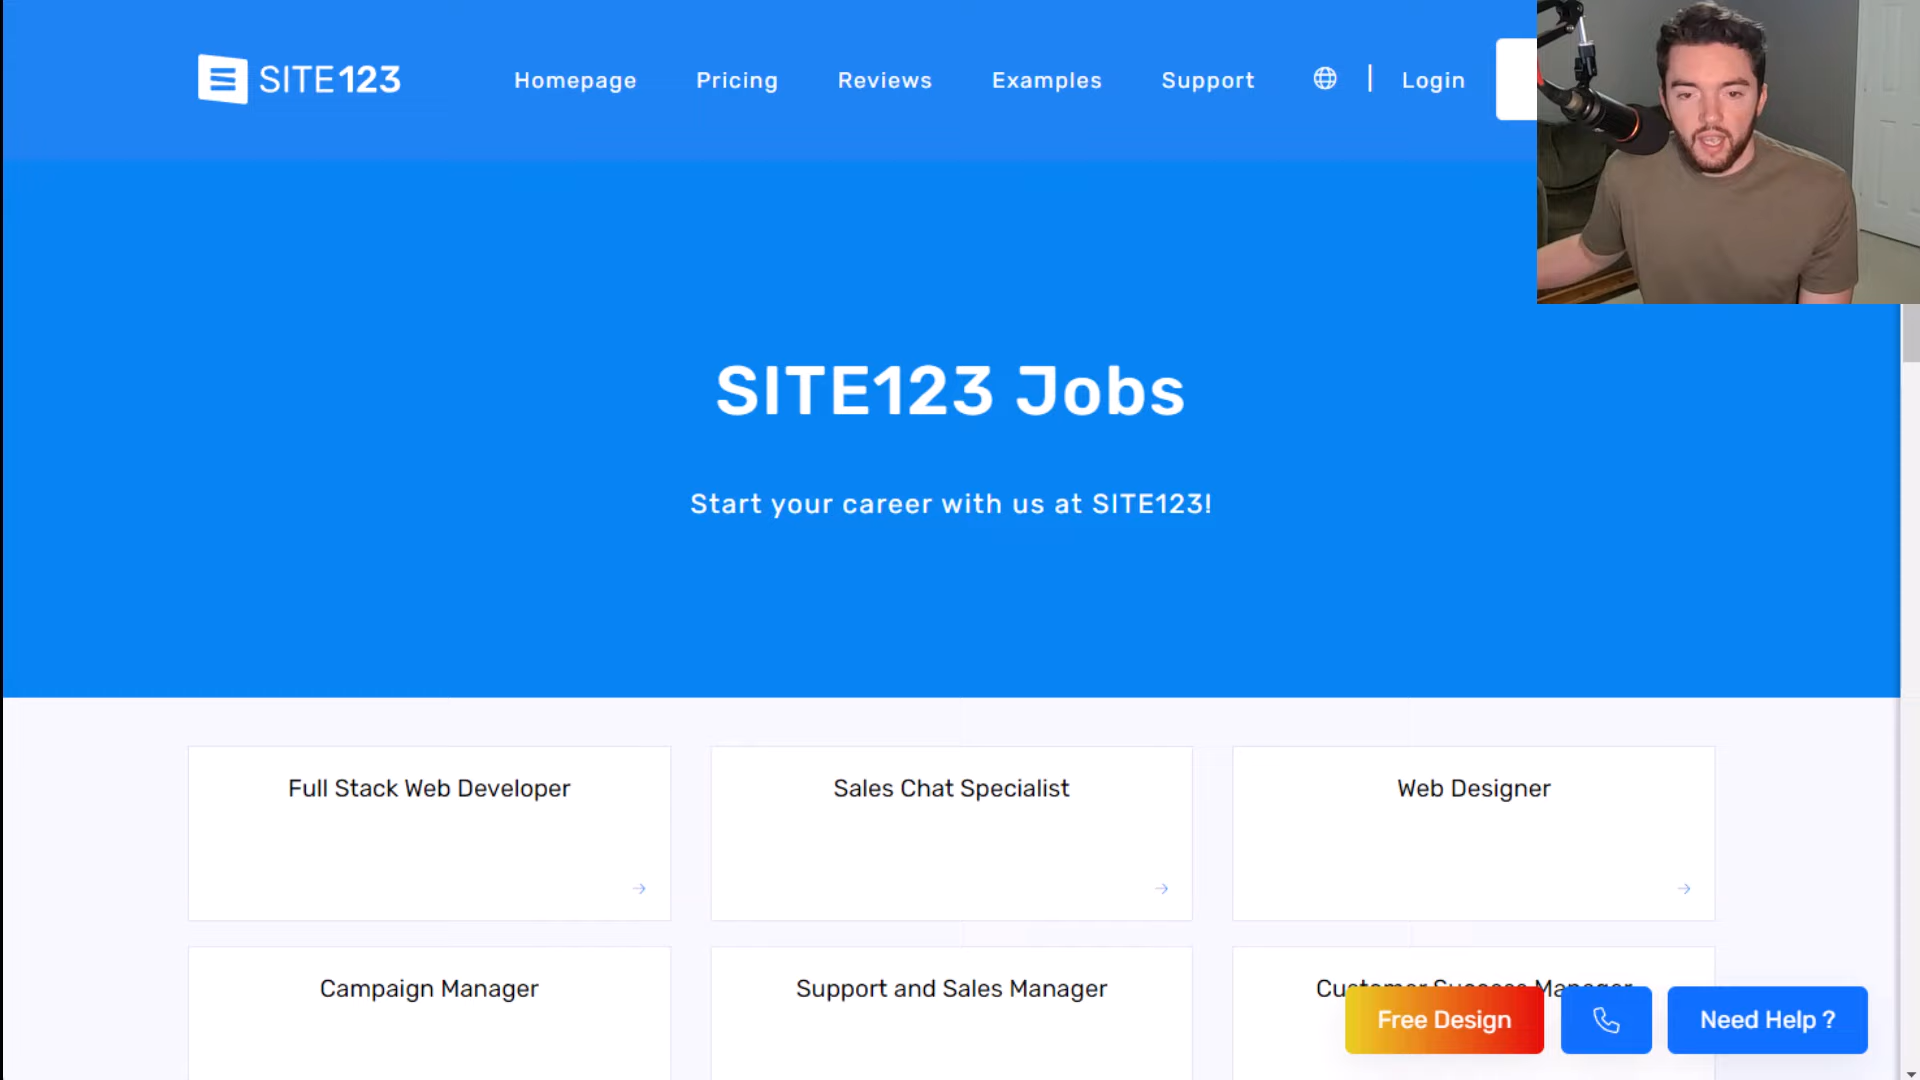 SITE123
Homepage
Pricing
Reviews
Examples
Support
Login
SITE123 Jobs
Start your career with us at SITE123!
Full Stack Web Developer
Sales Chat Specialist
Web Designer
Campaign Manager
Support and Sales Manager
Customer Success Manager
Free Design
Need Help ?